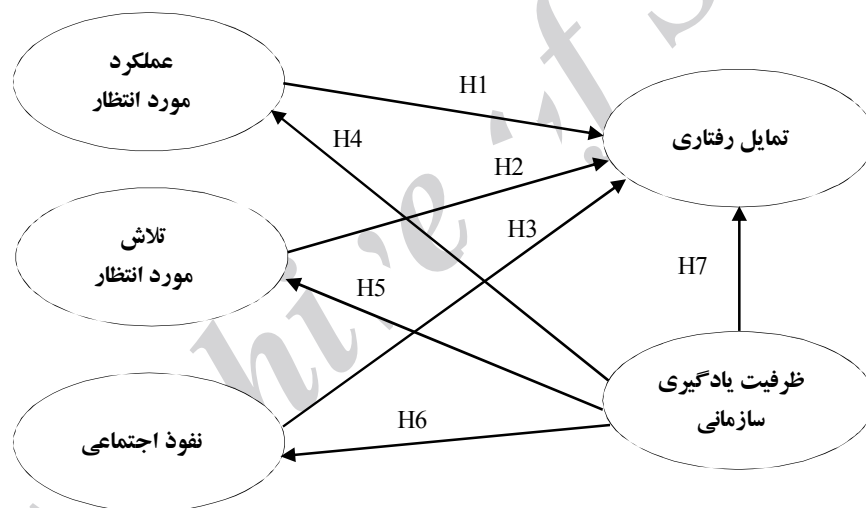 عملکرد
مورد انتظار
H1
تمایل رفتاری
H4
H2
تلاش
مورد انتظار
H3
H7
H5
ظرفیت یادگیری
سازمانی
نفوذ اجتماعی
H6